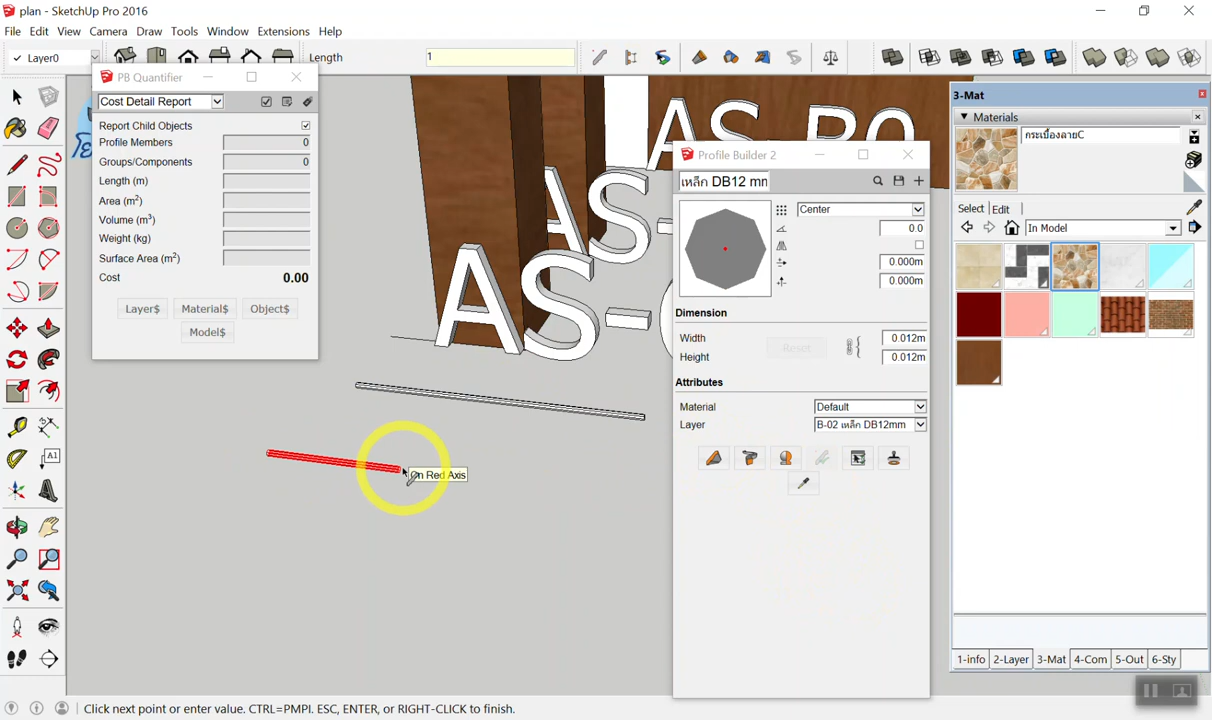 plan - SketchUp Pro 2016
File Edit View Camera Draw Tools Window Extensions Help
Layer0
Length
1
PB Quantifier
Cost Detail Report
Report Child Objects
Profile Members 0
Groups/Components 0
Length (m)
Area (m²)
Volume (m³)
Weight (kg)
Surface Area (m²)
Cost 0.00
Layer$ Material$ Object$
Model$
AS-
AS-
AS
On Red Axis
Profile Builder 2
เหล็ก DB12 mm
Center
0.0
0.000m
0.000m
Dimension
Width 0.012m
Reset
Height 0.012m
Attributes
Material Default
Layer B-02 เหล็ก DB12mm
3-Mat
Materials
กระเบื้องลายC
Select Edit
In Model
1-info 2-Layer 3-Mat 4-Com 5-Out 6-Sty
A1
Click next point or enter value. CTRL=PMPI. ESC, ENTER, or RIGHT-CLICK to finish.